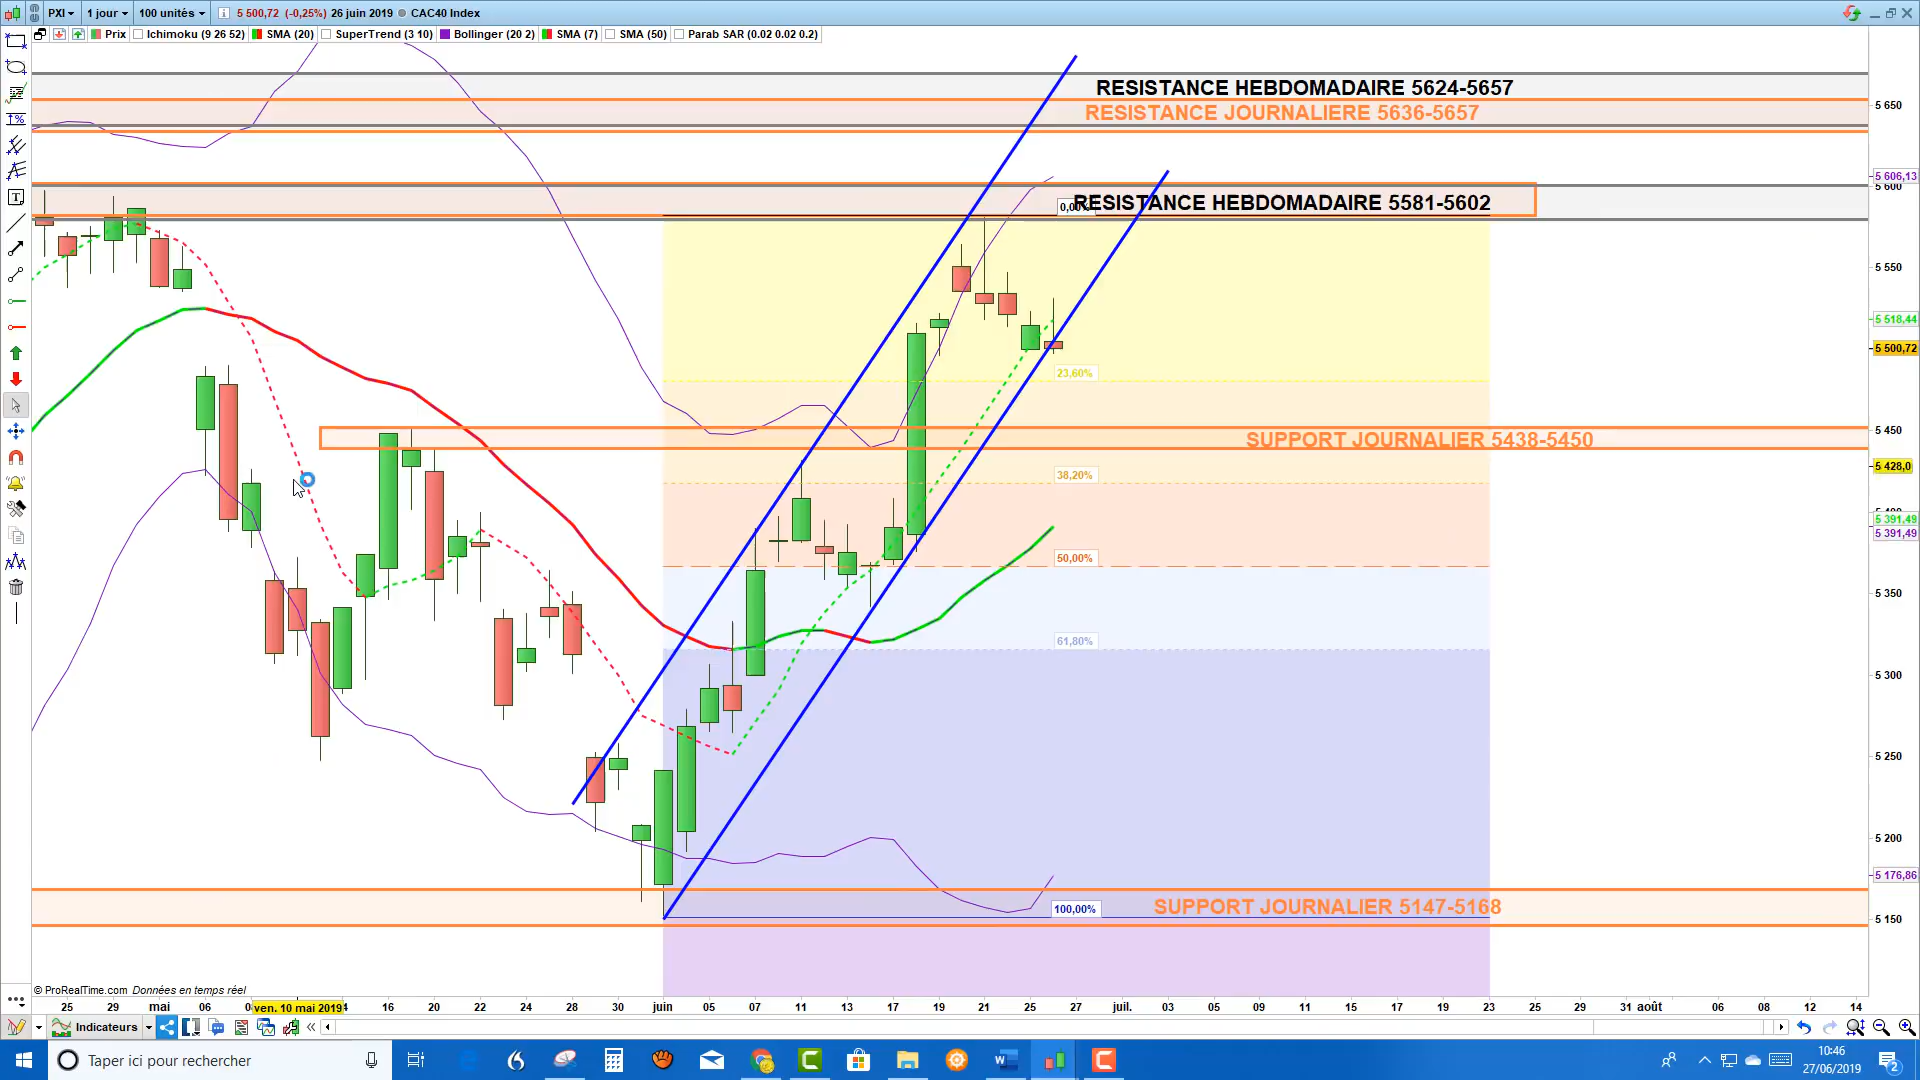 PXI 1 jour 100 unités 5 500,72 (-0,25%) 26 juin 2019 CAC40 Index
Prix Ichimoku (9 26 52) SMA (20) SuperTrend (3 10) Bollinger (20 2) SMA (7) SMA (50) Parab SAR (0.02 0.02 0.2)
RESISTANCE HEBDOMADAIRE 5624-5657
RESISTANCE JOURNALIERE 5636-5657
5 650
5 606,13
5 600
RESISTANCE HEBDOMADAIRE 5581-5602
5 550
5 518,44
5 500,72
23,60%
5 450
SUPPORT JOURNALIER 5438-5450
5 428,0
38,20%
5 391,49
5 391,49
50,00%
5 350
61,80%
5 300
5 250
5 200
5 176,86
100,00%
SUPPORT JOURNALIER 5147-5168
5 150
© ProRealTime.com Données en temps réel
25 29 mai 06 ven. 10 mai 2019 16 20 22 24 28 30 juin 05 07 11 13 17 19 21 25 27 juil. 03 05 09 11 15 17 19 23 25 29 31 août 06 08 12 14
Indicateurs
Taper ici pour rechercher
10:46
27/06/2019
2